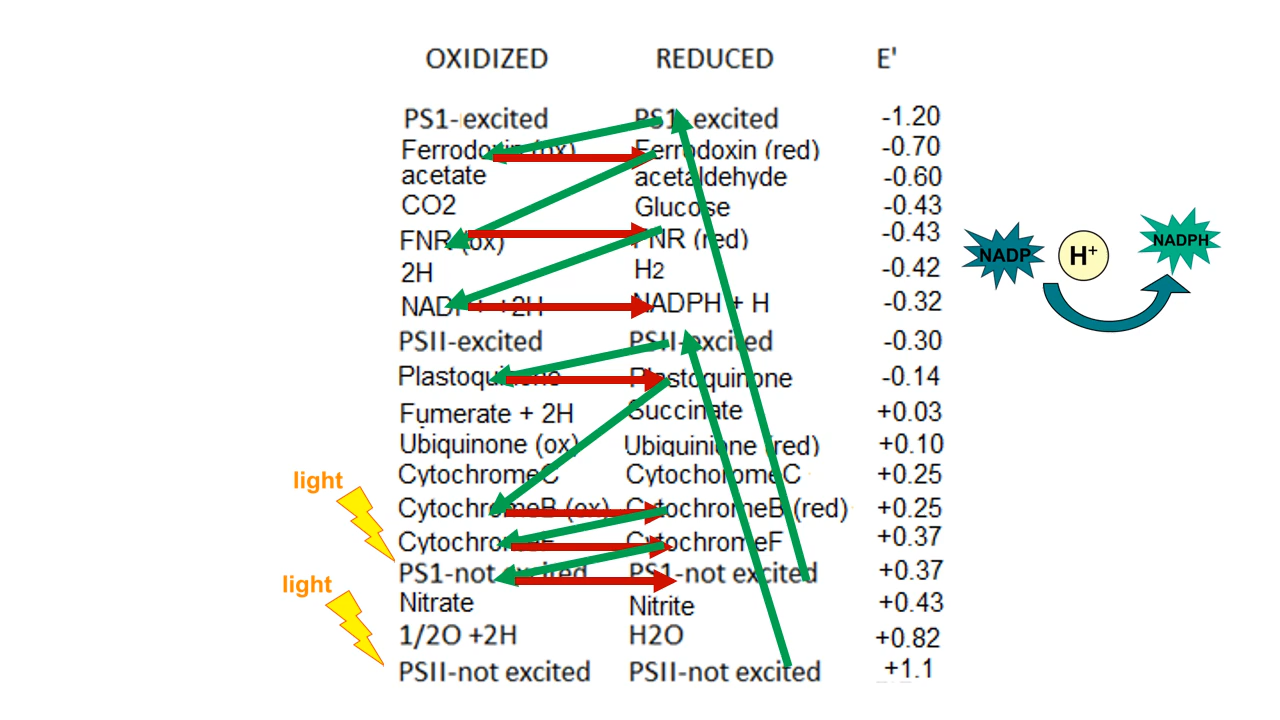 OXIDIZED REDUCED E'
PS1-excited PS1-excited -1.20
Ferrodoxin (ox) Ferrodoxin (red) -0.70
acetate acetaldehyde -0.60
CO2 Glucose -0.43
FNR (ox) FNR (red) -0.43
NADP H+ NADPH
2H H2 -0.42
NADP+ +2H NADPH + H -0.32
PSII-excited PSII-excited -0.30
Plastoquinone Plastoquinone -0.14
Fumerate + 2H Succinate +0.03
Ubiquinone (ox) Ubiquinione (red) +0.10
CytochromeC CytochoromeC +0.25
light
CytochromeB (ox) CytochromeB (red) +0.25
CytochromeF CytochromeF +0.37
PS1-not excited PS1-not excited +0.37
light
Nitrate Nitrite +0.43
1/2O +2H H2O +0.82
PSII-not excited PSII-not excited +1.1